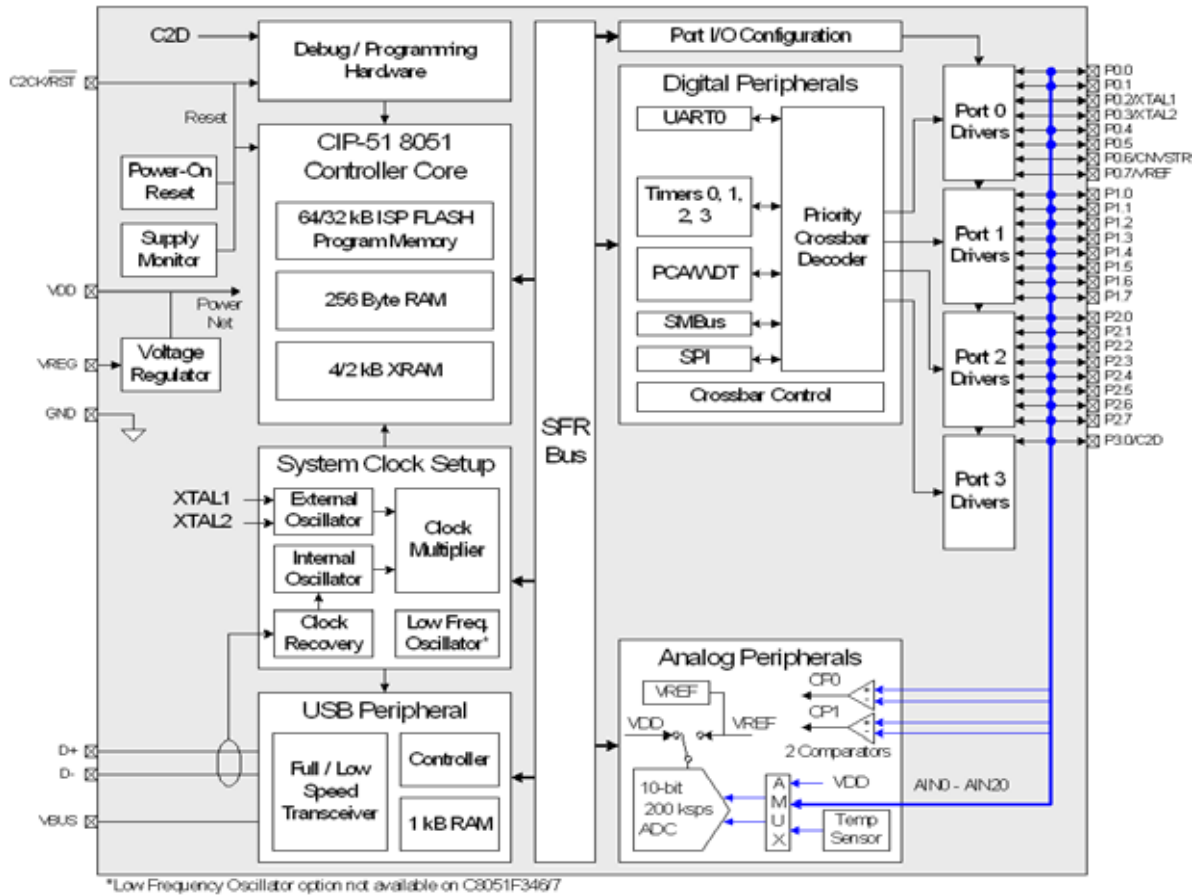 C2D
C2CK/RST
Debug / Programming
Hardware
Reset
Power-On
Reset
Supply
Monitor
VDD
Power
Net
VREG
Voltage
Regulator
GND
CIP-51 8051
Controller Core
64/32 kB ISP FLASH
Program Memory
256 Byte RAM
4/2 kB XRAM
System Clock Setup
XTAL1
XTAL2
External
Oscillator
Internal
Oscillator
Clock
Multiplier
Clock
Recovery
Low Freq.
Oscillator*
USB Peripheral
D+
D-
VBUS
Full / Low
Speed
Transceiver
Controller
1 kB RAM
SFR
Bus
Port I/O Configuration
Digital Peripherals
UART0
Timers 0, 1,
2, 3
PCA/WDT
SMBus
SPI
Priority
Crossbar
Decoder
Crossbar Control
Port 0
Drivers
Port 1
Drivers
Port 2
Drivers
Port 3
Drivers
P0.0
P0.1
P0.2/XTAL1
P0.3/XTAL2
P0.4
P0.5
P0.6/CNVSTR
P0.7/VREF
P1.0
P1.1
P1.2
P1.3
P1.4
P1.5
P1.6
P1.7
P2.0
P2.1
P2.2
P2.3
P2.4
P2.5
P2.6
P2.7
P3.0/C2D
Analog Peripherals
VREF
VDD
VREF
CP0
+
-
CP1
+
-
2 Comparators
10-bit
200 ksps
ADC
A
M
U
X
VDD
Temp
Sensor
AIN0 - AIN20
*Low Frequency Oscillator option not available on C8051F346/7